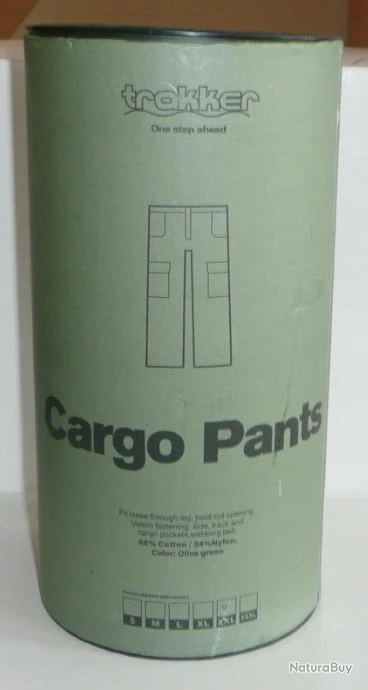 trakker
One step ahead
Cargo Pants
Fit loose through leg, boot cut opening.
Velcro fastening, side, back and
cargo pockets, webbing belt.
66% Cotton / 34% Nylon.
Color: Olive green
S M L XL XXL
NaturaBuy